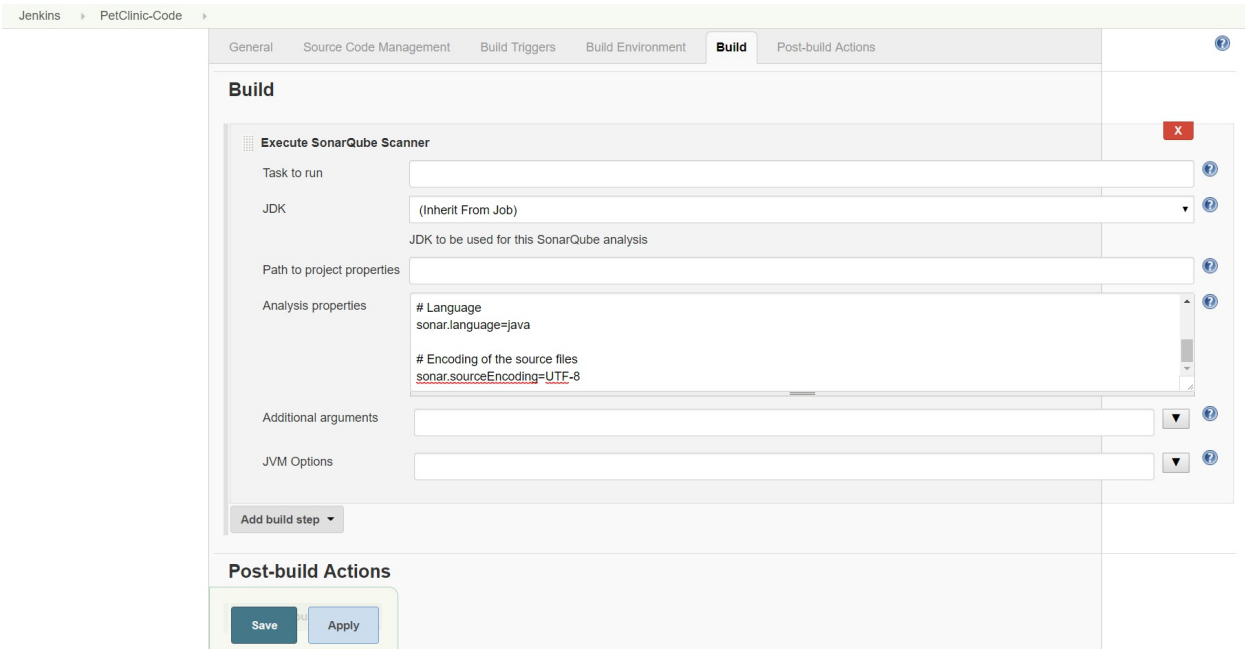 Jenkins PetClinic-Code
General Source Code Management Build Triggers Build Environment Build Post-build Actions
Build
Execute SonarQube Scanner
X
Task to run
JDK (Inherit From Job)
JDK to be used for this SonarQube analysis
Path to project properties
Analysis properties
# Language
sonar.language=java
# Encoding of the source files
sonar.sourceEncoding=UTF-8
Additional arguments
JVM Options
Add build step
Post-build Actions
Save Apply